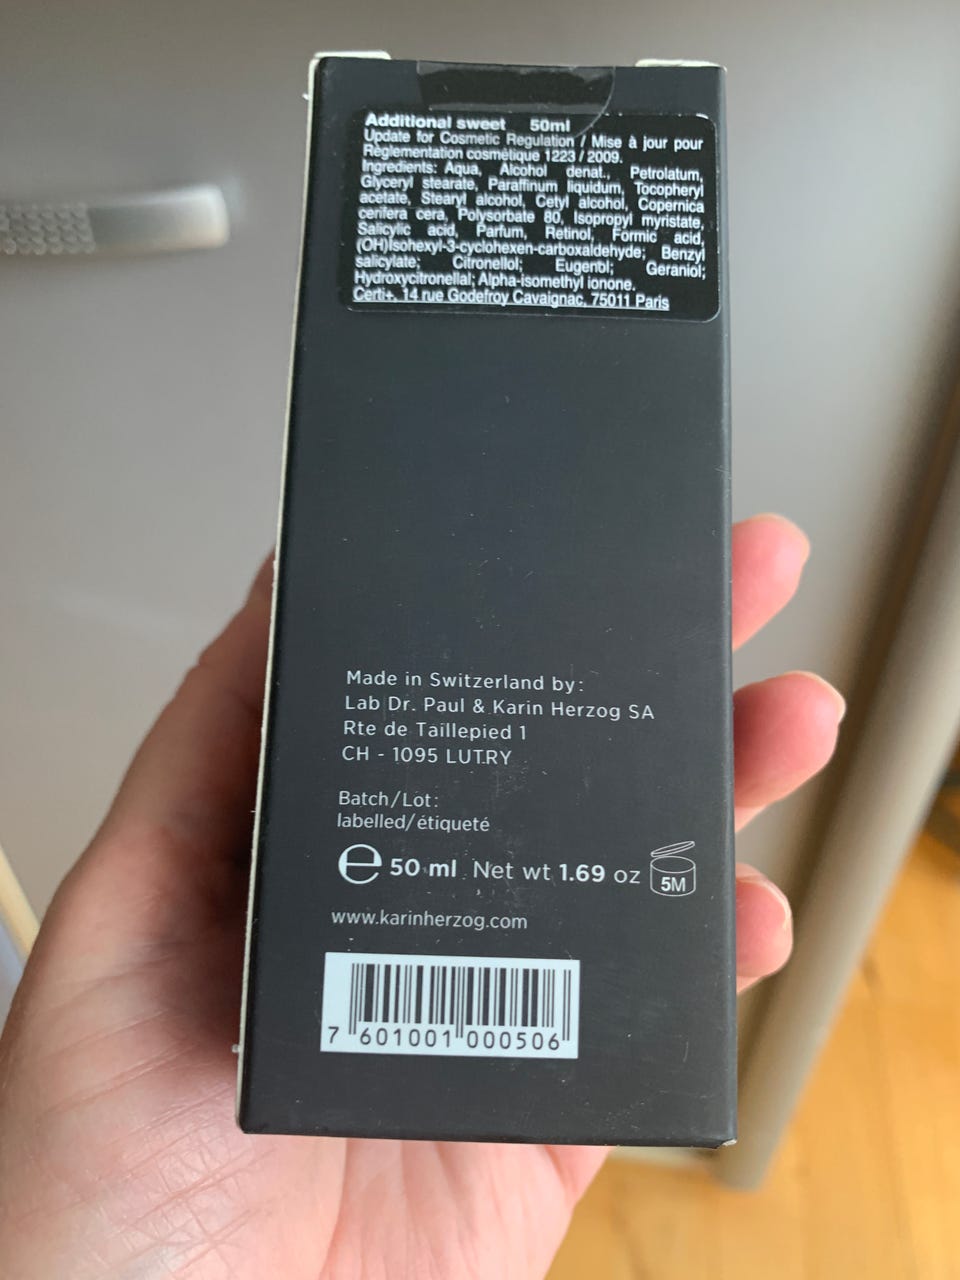 Additional sweet 50ml
Update for Cosmetic Regulation / Mise à jour pour
Règlementation cosmétique 1223 / 2009.
Ingredients: Aqua, Alcohol denat., Petrolatum,
Glyceryl stearate, Paraffinum liquidum, Tocopheryl
acetate, Stearyl alcohol, Cetyl alcohol, Copernica
cerifera cera, Polysorbate 80, Isopropyl myristate,
Salicylic acid, Parfum, Retinol, Formic acid,
(OH)Isohexyl-3-cyclohexen-carboxaldehyde; Benzyl
salicylate; Citronellol; Eugenol; Geraniol;
Hydroxycitronellal; Alpha-isomethyl ionone.
Certi+, 14 rue Godefroy Cavaignac, 75011 Paris
Made in Switzerland by:
Lab Dr. Paul & Karin Herzog SA
Rte de Taillepied 1
CH - 1095 LUTRY
Batch/Lot:
labelled/étiqueté
℮ 50 ml Net wt 1.69 oz 5M
www.karinherzog.com
7 601001 000506